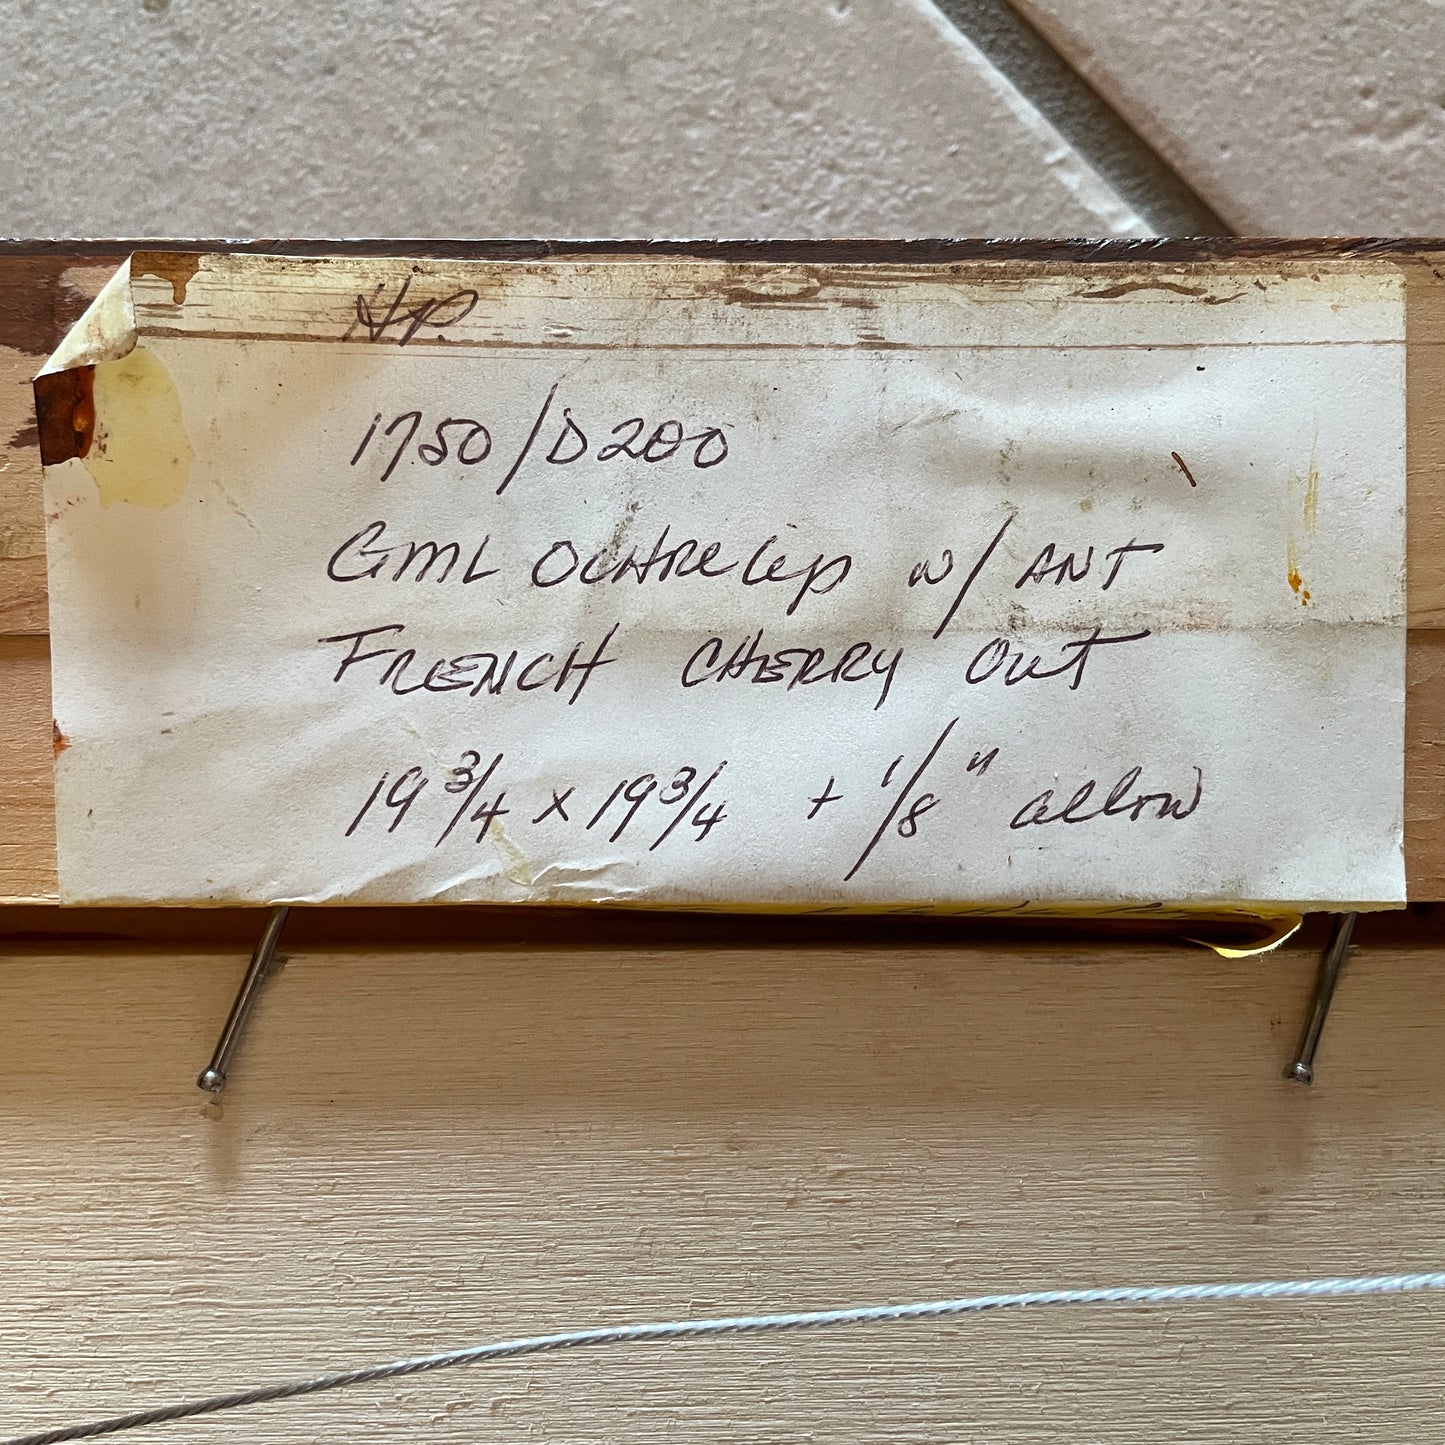 HP.
1750/D200
GML OCHRE Lip w/ ANT
FRENCH CHERRY OUT
19 3/4 x 19 3/4 + 1/8" allow